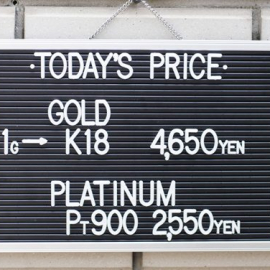 ·TODAY'S PRICE·
GOLD
1G→ K18 4,650YEN
PLATINUM
PT900 2,550YEN